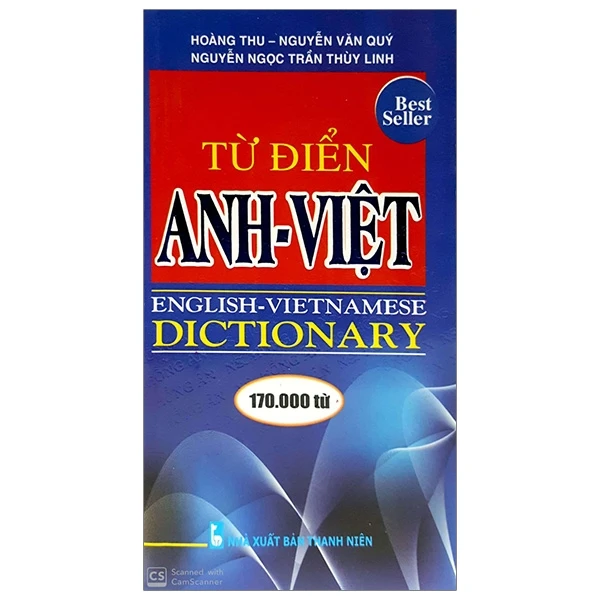 HOÀNG THU – NGUYỄN VĂN QUÝ
NGUYỄN NGỌC TRẦN THÙY LINH
Best
Seller
TỪ ĐIỂN
ANH-VIỆT
ENGLISH-VIETNAMESE
DICTIONARY
170.000 từ
NHÀ XUẤT BẢN THANH NIÊN
CS Scanned with
CamScanner